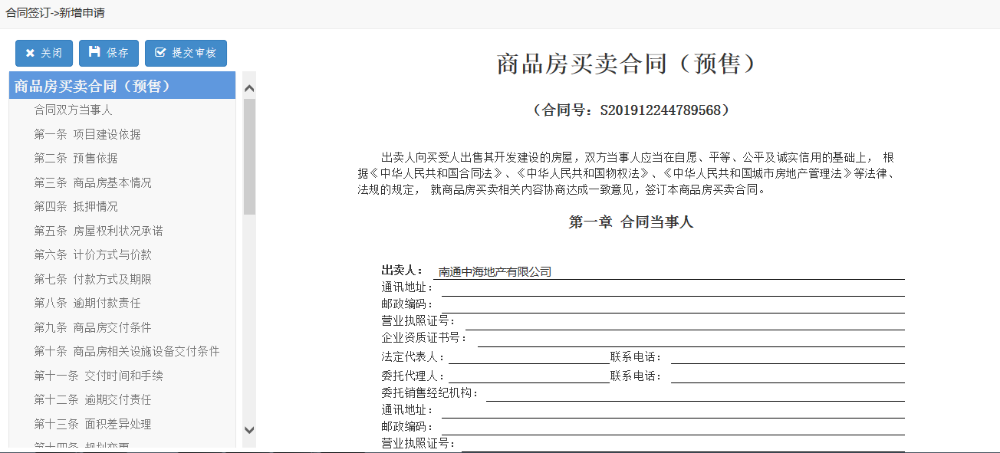 合同签订->新增申请
关闭 保存 提交审核
商品房买卖合同（预售）
合同双方当事人
第一条 项目建设依据
第二条 预售依据
第三条 商品房基本情况
第四条 抵押情况
第五条 房屋权利状况承诺
第六条 计价方式与价款
第七条 付款方式及期限
第八条 逾期付款责任
第九条 商品房交付条件
第十条 商品房相关设施设备交付条件
第十一条 交付时间和手续
第十二条 逾期交付责任
第十三条 面积差异处理
第十四条 规划变更
商品房买卖合同（预售）
（合同号：S201912244789568）
出卖人向买受人出售其开发建设的房屋，双方当事人应当在自愿、平等、公平及诚实信用的基础上， 根
据《中华人民共和国合同法》、《中华人民共和国物权法》、《中华人民共和国城市房地产管理法》等法律、
法规的规定， 就商品房买卖相关内容协商达成一致意见，签订本商品房买卖合同。
第一章 合同当事人
出卖人： 南通中海地产有限公司
通讯地址：
邮政编码：
营业执照证号：
企业资质证书号：
法定代表人： 联系电话：
委托代理人： 联系电话：
委托销售经纪机构：
通讯地址：
邮政编码：
营业执照证号：